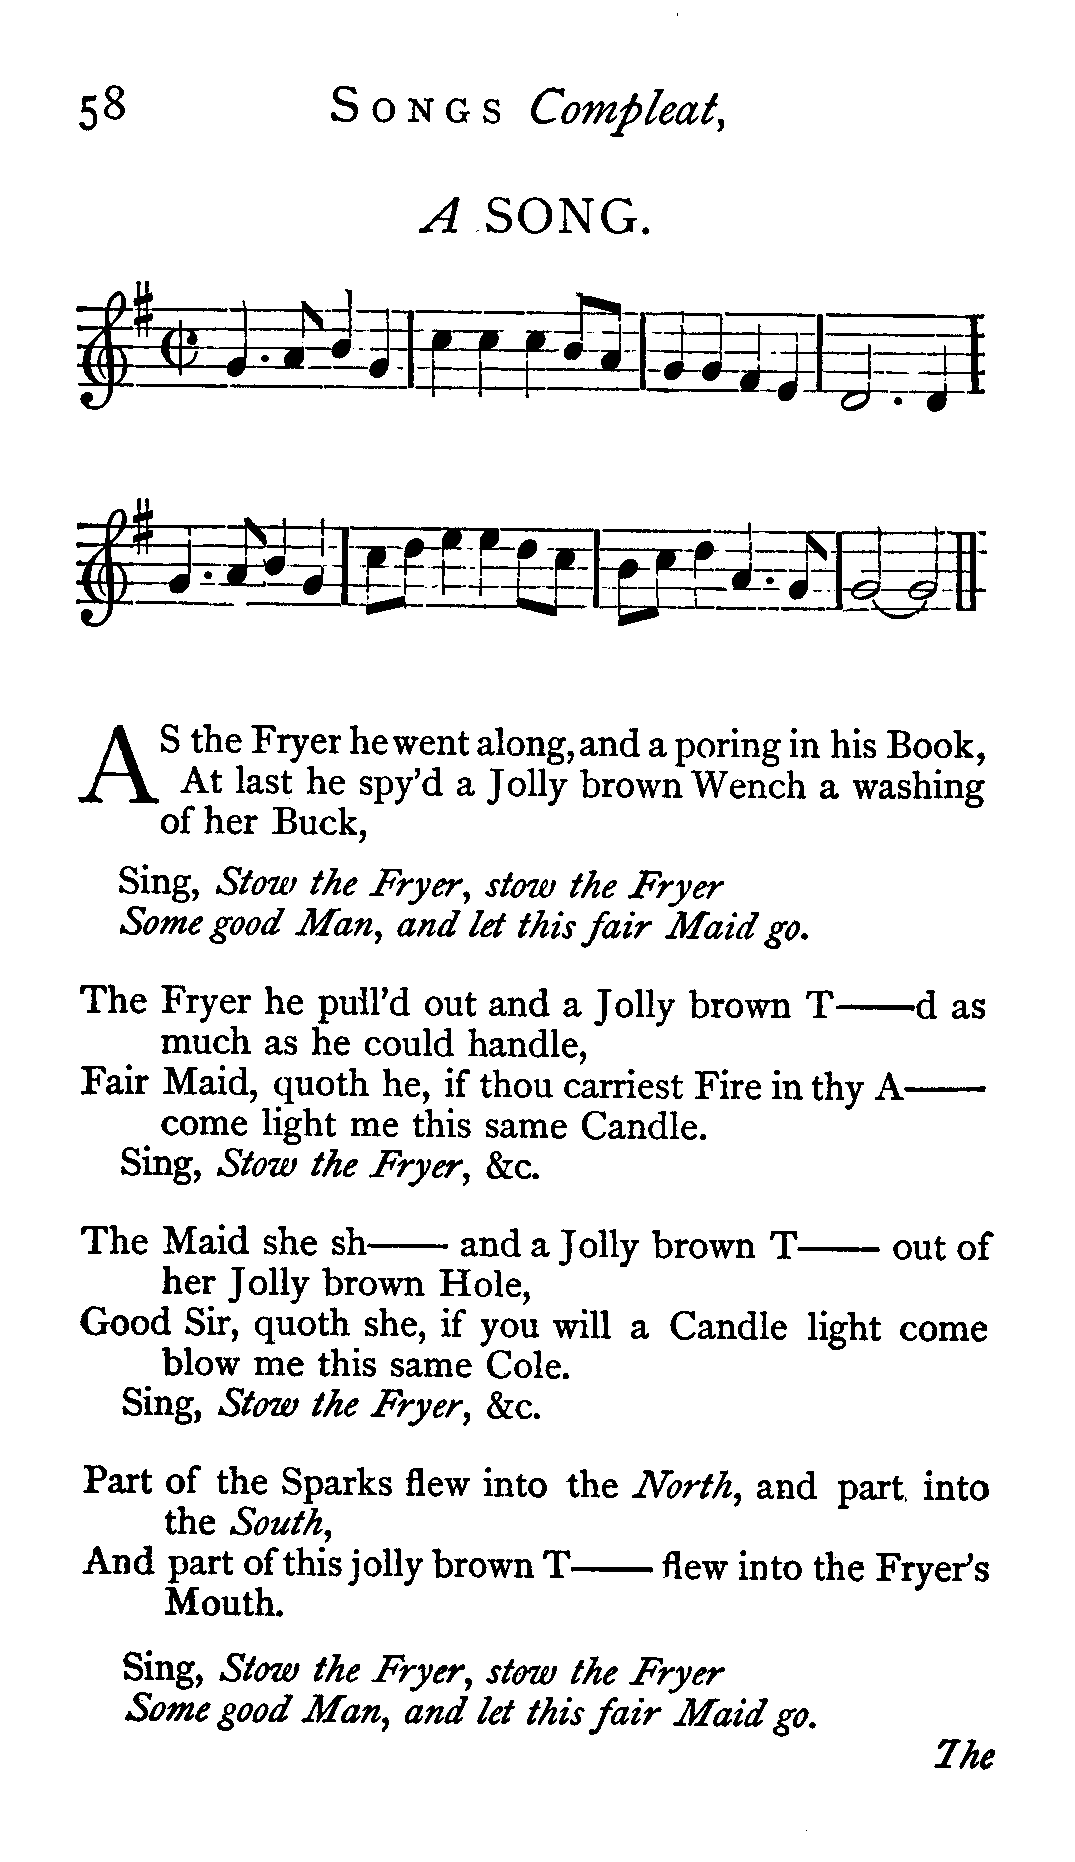 58 SONGS Compleat,
A SONG.
AS the Fryer he went along, and a poring in his Book,
At last he spy'd a Jolly brown Wench a washing
of her Buck,
Sing, Stow the Fryer, stow the Fryer
Some good Man, and let this fair Maid go.
The Fryer he pull'd out and a Jolly brown T——d as
much as he could handle,
Fair Maid, quoth he, if thou carriest Fire in thy A——
come light me this same Candle.
Sing, Stow the Fryer, &c.
The Maid she sh—— and a Jolly brown T—— out of
her Jolly brown Hole,
Good Sir, quoth she, if you will a Candle light come
blow me this same Cole.
Sing, Stow the Fryer, &c.
Part of the Sparks flew into the North, and part into
the South,
And part of this jolly brown T—— flew into the Fryer's
Mouth.
Sing, Stow the Fryer, stow the Fryer
Some good Man, and let this fair Maid go.
The